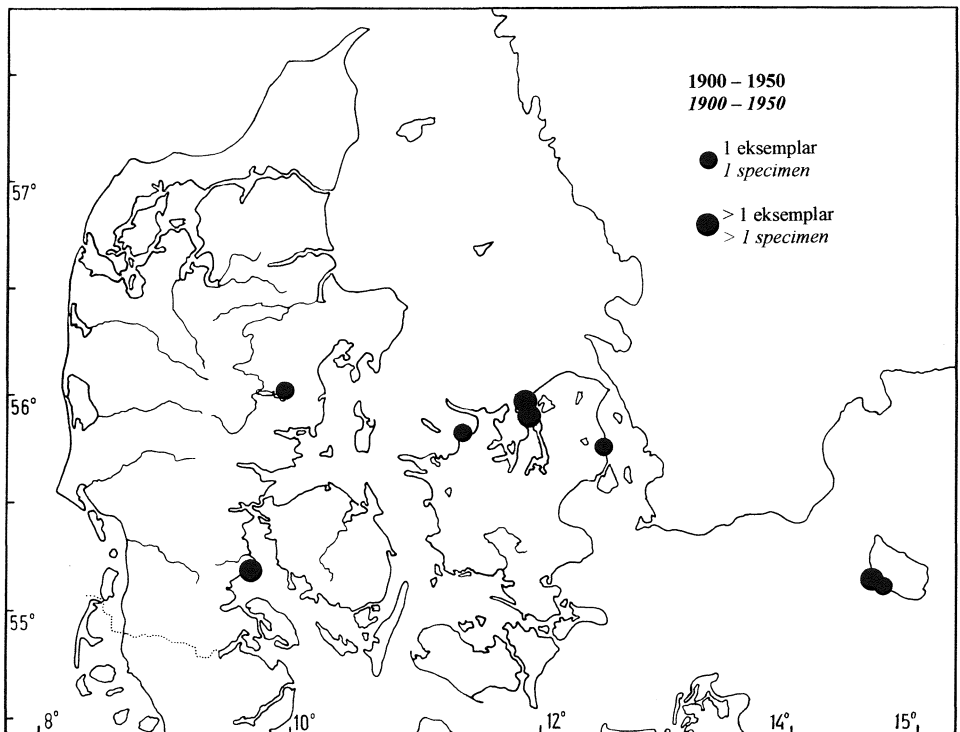 1900 – 1950
1900 – 1950
1 eksemplar
1 specimen
> 1 eksemplar
> 1 specimen
57°
56°
55°
8°
10°
12°
14°
15°